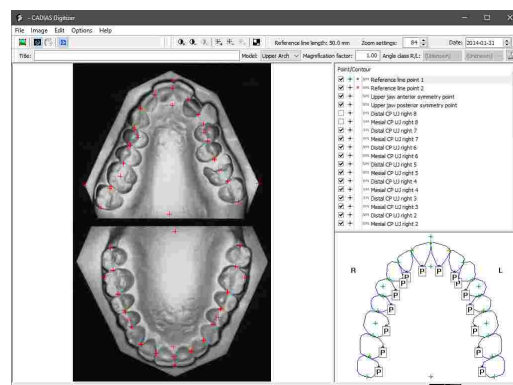 - CADIAS Digitizer
File Image Edit Options Help
Reference line length: 50.0 mm Zoom settings: 84 Date: 2014-01-31
Title: Model: Upper Arch Magnification factor: 1.00 Angle class R/L: (Unknown) (Unknown)
Point/Contour
Reference line point 1
Reference line point 2
Upper jaw anterior symmetry point
Upper jaw posterior symmetry point
Distal CP UJ right 8
Mesial CP UJ right 8
Distal CP UJ right 7
Mesial CP UJ right 7
Distal CP UJ right 6
Mesial CP UJ right 6
Distal CP UJ right 5
Mesial CP UJ right 5
Distal CP UJ right 4
Mesial CP UJ right 4
Distal CP UJ right 3
Mesial CP UJ right 3
Distal CP UJ right 2
Mesial CP UJ right 2
R L
P P P P
P P
P P
P P
P P
P P